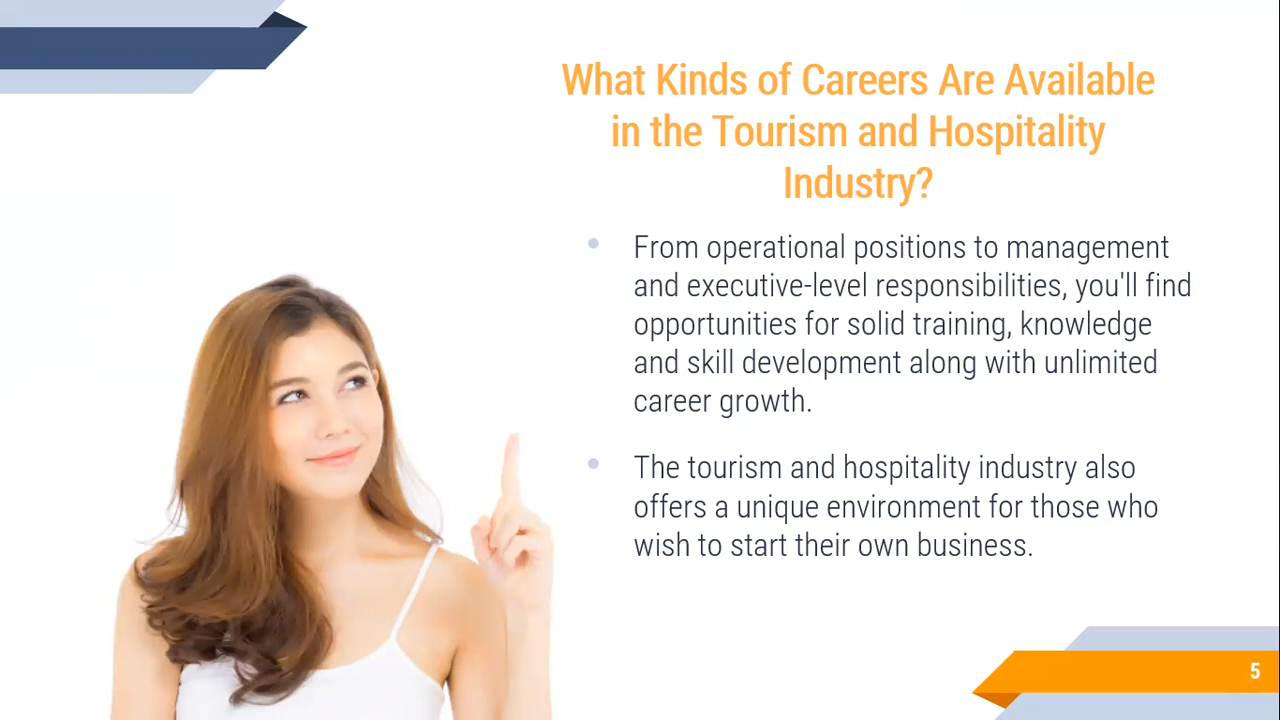 What Kinds of Careers Are Available
in the Tourism and Hospitality
Industry?
• From operational positions to management
and executive-level responsibilities, you'll find
opportunities for solid training, knowledge
and skill development along with unlimited
career growth.
• The tourism and hospitality industry also
offers a unique environment for those who
wish to start their own business.
5